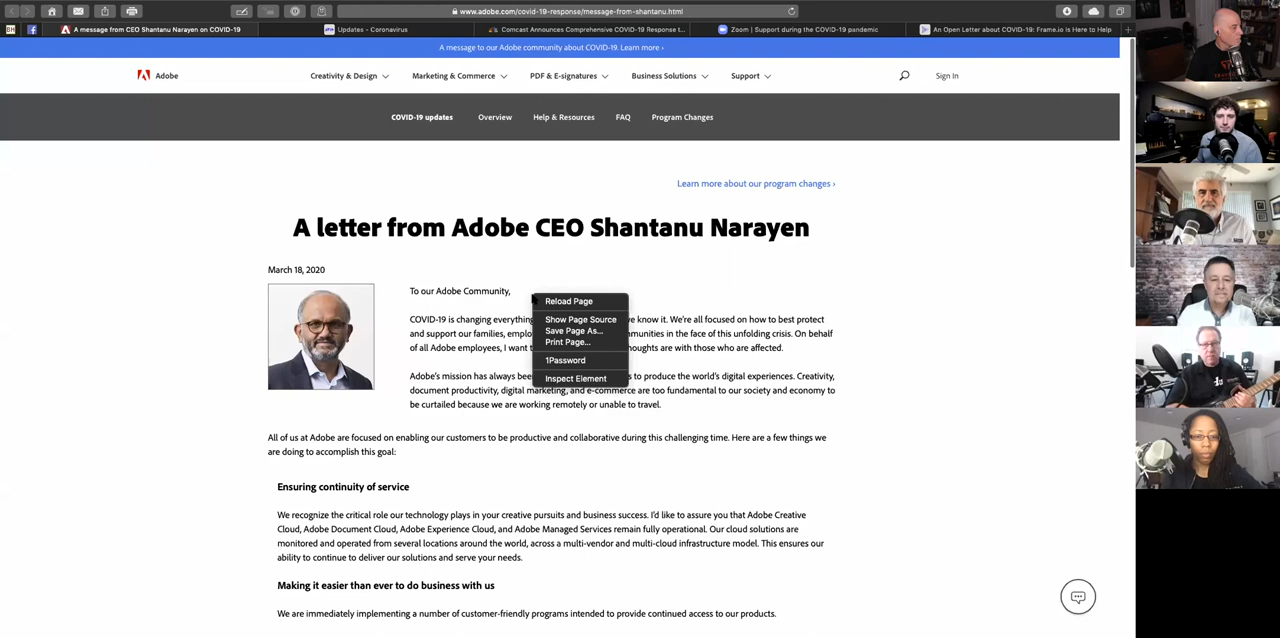 www.adobe.com/covid-19-response/message-from-shantanu.html
A message from CEO Shantanu Narayen on COVID-19
Updates - Coronavirus
Comcast Announces Comprehensive COVID-19 Response t...
Zoom | Support during the COVID-19 pandemic
An Open Letter about COVID-19: Frame.io Is Here to Help
A message to our Adobe community about COVID-19. Learn more ›
Adobe
Creativity & Design
Marketing & Commerce
PDF & E-signatures
Business Solutions
Support
Sign In
COVID-19 updates
Overview
Help & Resources
FAQ
Program Changes
Learn more about our program changes ›
A letter from Adobe CEO Shantanu Narayen
March 18, 2020
To our Adobe Community,
COVID-19 is changing everything
e know it. We're all focused on how to best protect
and support our families, emplo
munities in the face of this unfolding crisis. On behalf
of all Adobe employees, I want t
oughts are with those who are affected.
Reload Page
Show Page Source
Save Page As...
Print Page...
1Password
Inspect Element
Adobe's mission has always bee
s to produce the world's digital experiences. Creativity,
document productivity, digital marketing, and e-commerce are too fundamental to our society and economy
to be curtailed because we are working remotely or unable to travel.
All of us at Adobe are focused on enabling our customers to be productive and collaborative during this challenging time. Here are a few things we
are doing to accomplish this goal:
Ensuring continuity of service
We recognize the critical role our technology plays in your creative pursuits and business success. I'd like to assure you that Adobe Creative
Cloud, Adobe Document Cloud, Adobe Experience Cloud, and Adobe Managed Services remain fully operational. Our cloud solutions are
monitored and operated from several locations around the world, across a multi-vendor and multi-cloud infrastructure model. This ensures our
ability to continue to deliver our solutions and serve your needs.
Making it easier than ever to do business with us
We are immediately implementing a number of customer-friendly programs intended to provide continued access to our products.